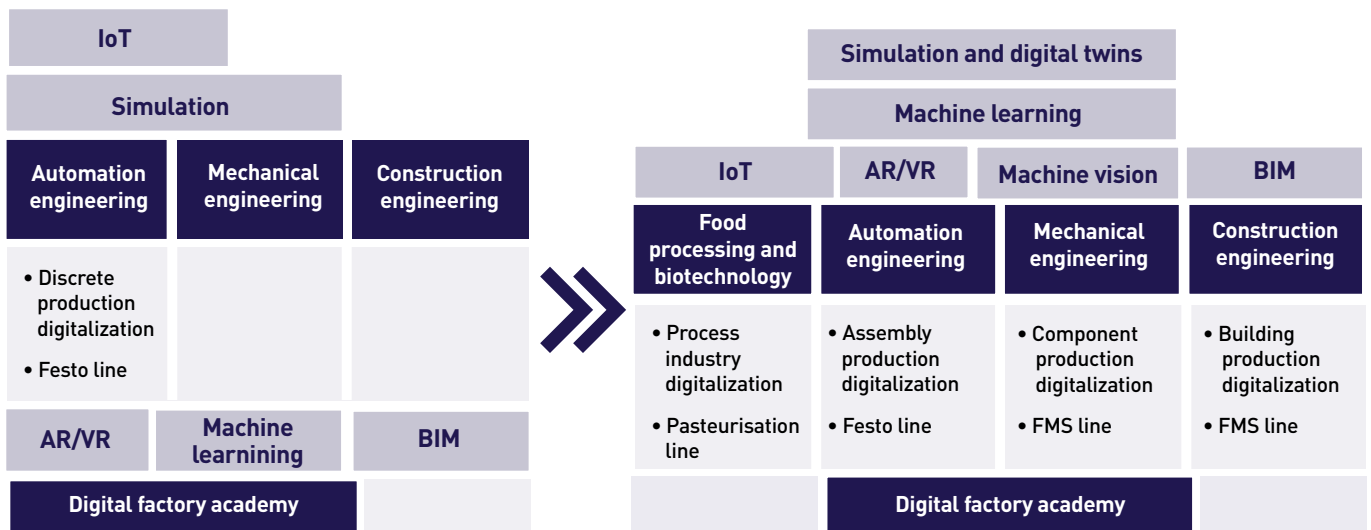 IoT
Simulation
Automation
engineering
Mechanical
engineering
Construction
engineering
• Discrete
production
digitalization
• Festo line
AR/VR
Machine
learnining
BIM
Digital factory academy
Simulation and digital twins
Machine learning
IoT
AR/VR
Machine vision
BIM
Food
processing and
biotechnology
Automation
engineering
Mechanical
engineering
Construction
engineering
• Process
industry
digitalization
• Pasteurisation
line
• Assembly
production
digitalization
• Festo line
• Component
production
digitalization
• FMS line
• Building
production
digitalization
• FMS line
Digital factory academy